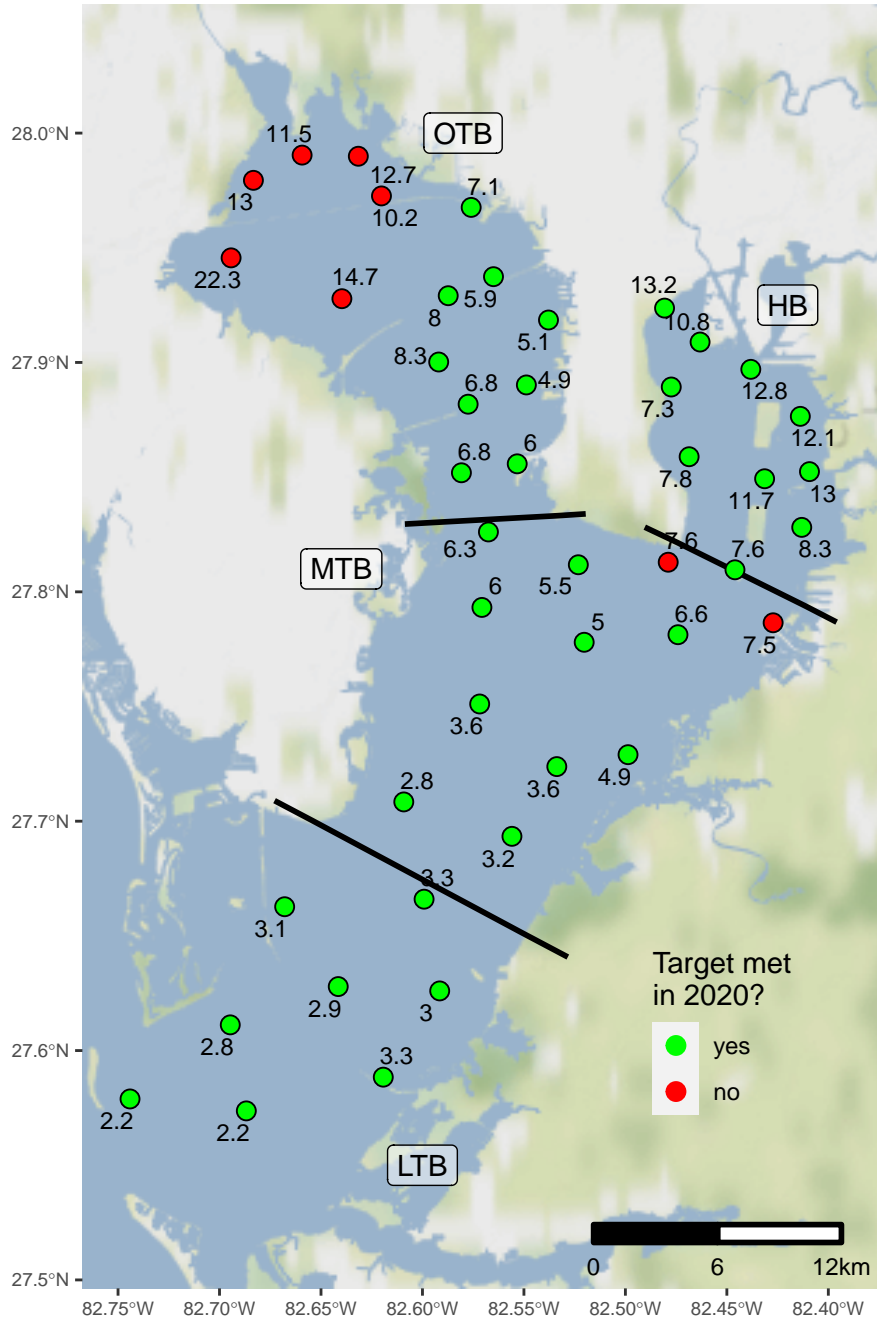 28.0°N
27.9°N
27.8°N
27.7°N
27.6°N
27.5°N
OTB
11.5
12.7
13
10.2
7.1
22.3
14.7
5.9
8
5.1
8.3
6.8
4.9
6.8
6
13.2
HB
10.8
12.8
7.3
12.1
7.8
11.7
13
8.3
7.6
7.6
MTB
6.3
5.5
6
5
6.6
7.5
3.6
3.6
4.9
2.8
3.2
3.3
3.1
2.9
3
2.8
3.3
2.2
2.2
LTB
Target met
in 2020?
yes
no
0 6 12km
82.75°W 82.70°W 82.65°W 82.60°W 82.55°W 82.50°W 82.45°W 82.40°W